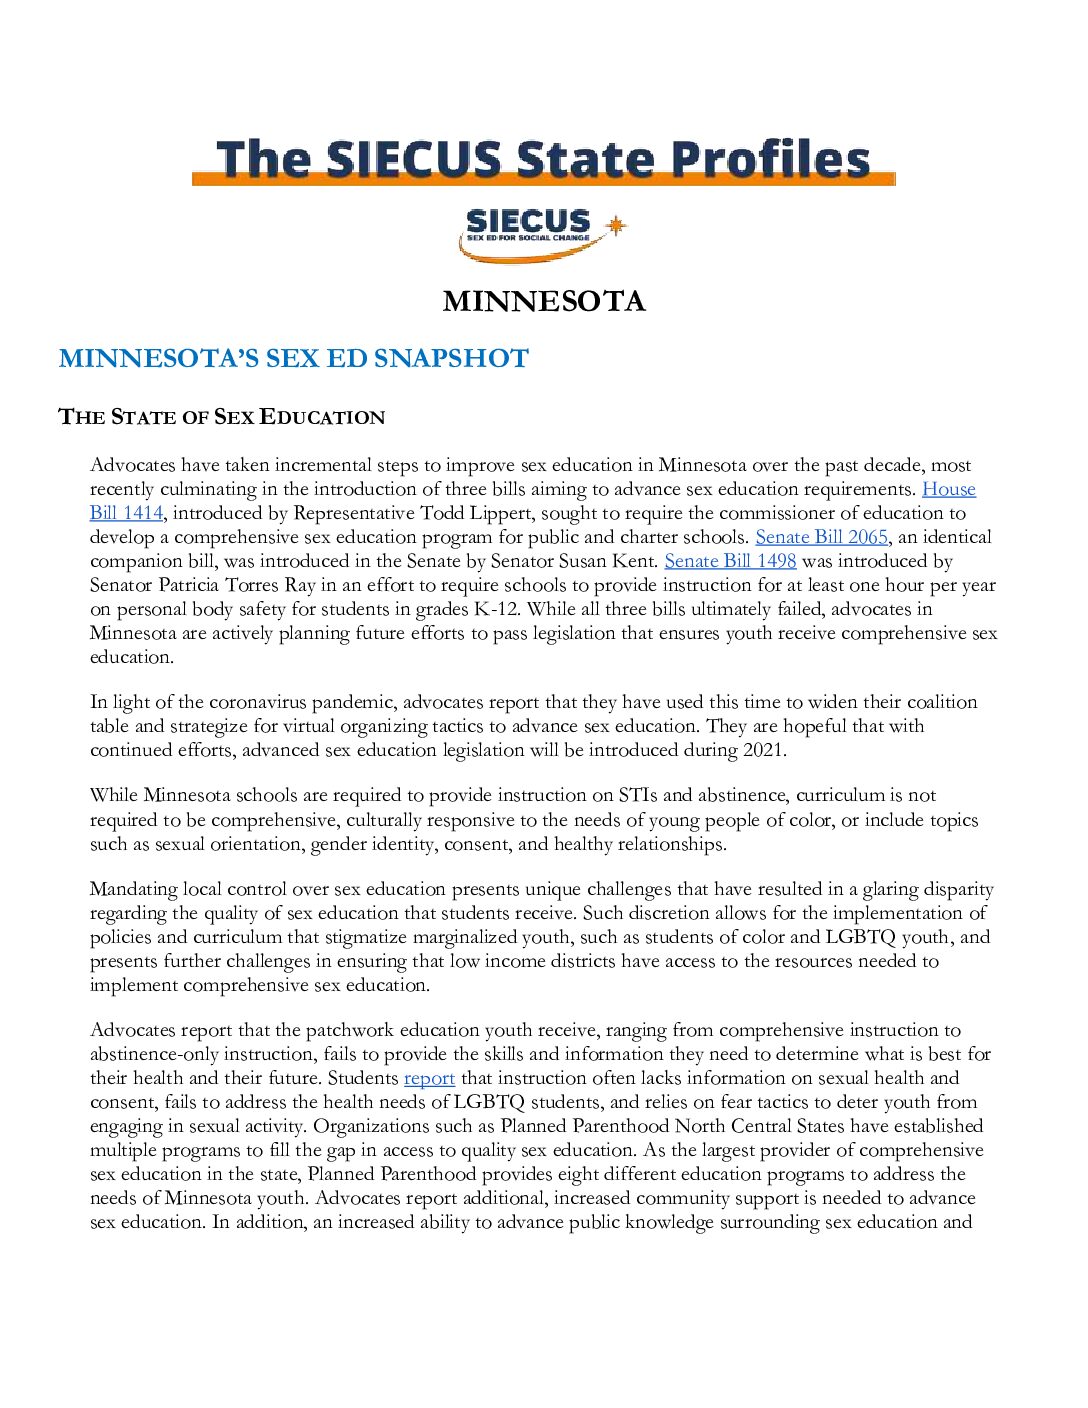 The SIECUS State Profiles
SIECUS
SEX ED FOR SOCIAL CHANGE
MINNESOTA
MINNESOTA’S SEX ED SNAPSHOT
THE STATE OF SEX EDUCATION
Advocates have taken incremental steps to improve sex education in Minnesota over the past decade, most
recently culminating in the introduction of three bills aiming to advance sex education requirements. House
Bill 1414, introduced by Representative Todd Lippert, sought to require the commissioner of education to
develop a comprehensive sex education program for public and charter schools. Senate Bill 2065, an identical
companion bill, was introduced in the Senate by Senator Susan Kent. Senate Bill 1498 was introduced by
Senator Patricia Torres Ray in an effort to require schools to provide instruction for at least one hour per year
on personal body safety for students in grades K-12. While all three bills ultimately failed, advocates in
Minnesota are actively planning future efforts to pass legislation that ensures youth receive comprehensive sex
education.
In light of the coronavirus pandemic, advocates report that they have used this time to widen their coalition
table and strategize for virtual organizing tactics to advance sex education. They are hopeful that with
continued efforts, advanced sex education legislation will be introduced during 2021.
While Minnesota schools are required to provide instruction on STIs and abstinence, curriculum is not
required to be comprehensive, culturally responsive to the needs of young people of color, or include topics
such as sexual orientation, gender identity, consent, and healthy relationships.
Mandating local control over sex education presents unique challenges that have resulted in a glaring disparity
regarding the quality of sex education that students receive. Such discretion allows for the implementation of
policies and curriculum that stigmatize marginalized youth, such as students of color and LGBTQ youth, and
presents further challenges in ensuring that low income districts have access to the resources needed to
implement comprehensive sex education.
Advocates report that the patchwork education youth receive, ranging from comprehensive instruction to
abstinence-only instruction, fails to provide the skills and information they need to determine what is best for
their health and their future. Students report that instruction often lacks information on sexual health and
consent, fails to address the health needs of LGBTQ students, and relies on fear tactics to deter youth from
engaging in sexual activity. Organizations such as Planned Parenthood North Central States have established
multiple programs to fill the gap in access to quality sex education. As the largest provider of comprehensive
sex education in the state, Planned Parenthood provides eight different education programs to address the
needs of Minnesota youth. Advocates report additional, increased community support is needed to advance
sex education. In addition, an increased ability to advance public knowledge surrounding sex education and